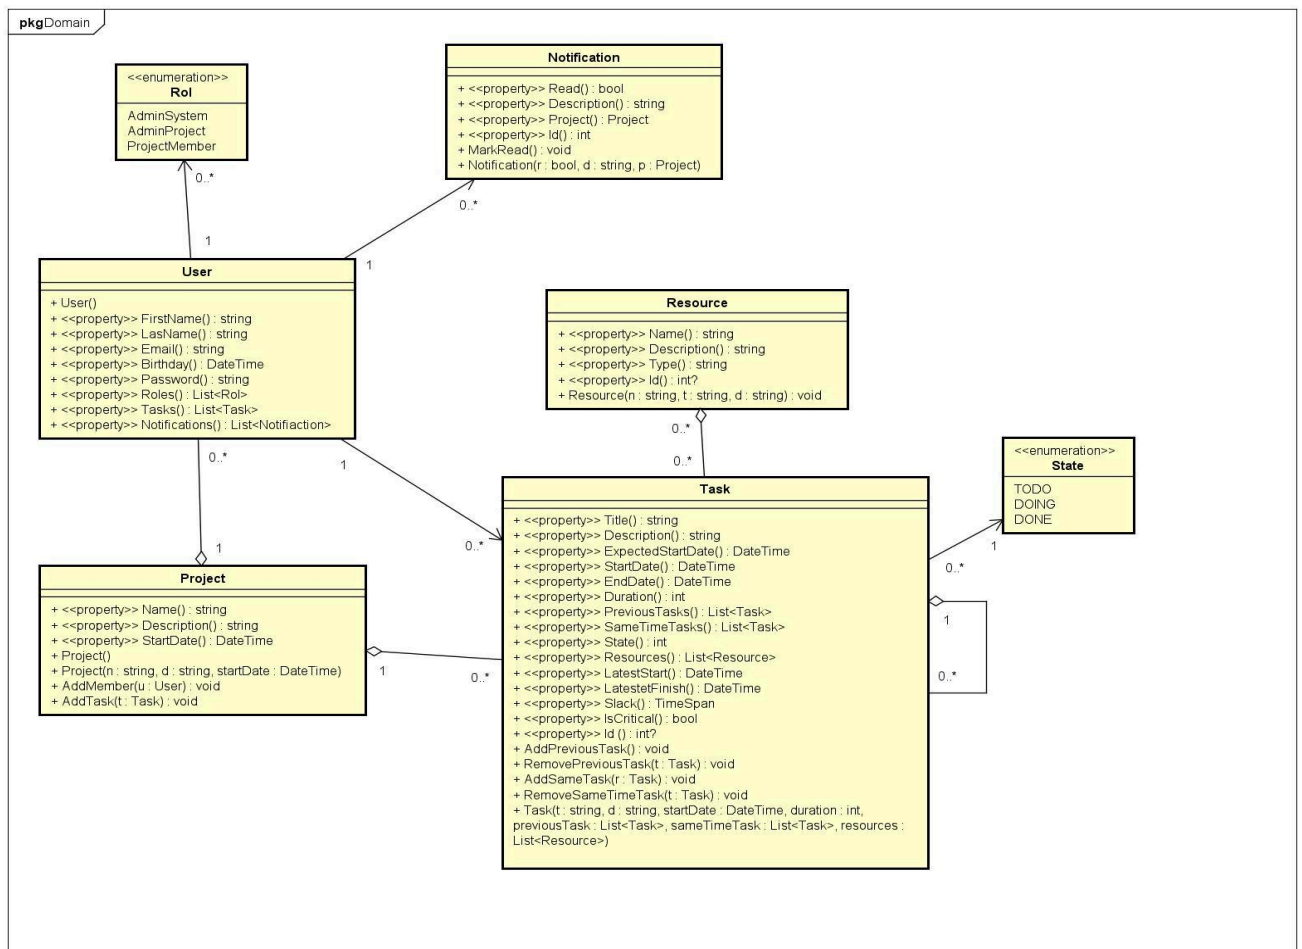 pkgDomain
<<enumeration>>
Rol
AdminSystem
AdminProject
ProjectMember
0..*
1
Notification
+ <<property>> Read() : bool
+ <<property>> Description() : string
+ <<property>> Project() : Project
+ <<property>> Id() : int
+ MarkRead() : void
+ Notification(r : bool, d : string, p : Project)
0..*
1
User
+ User()
+ <<property>> FirstName() : string
+ <<property>> LasName() : string
+ <<property>> Email() : string
+ <<property>> Birthday() : DateTime
+ <<property>> Password() : string
+ <<property>> Roles() : List<Rol>
+ <<property>> Tasks() : List<Task>
+ <<property>> Notifications() : List<Notifiaction>
0..*
1
1
0..*
Resource
+ <<property>> Name() : string
+ <<property>> Description() : string
+ <<property>> Type() : string
+ <<property>> Id() : int?
+ Resource(n : string, t : string, d : string) : void
0..*
0..*
<<enumeration>>
State
TODO
DOING
DONE
1
0..*
Project
+ <<property>> Name() : string
+ <<property>> Description() : string
+ <<property>> StartDate() : DateTime
+ Project()
+ Project(n : string, d : string, startDate : DateTime)
+ AddMember(u : User) : void
+ AddTask(t : Task) : void
1
0..*
Task
+ <<property>> Title() : string
+ <<property>> Description() : string
+ <<property>> ExpectedStartDate() : DateTime
+ <<property>> StartDate() : DateTime
+ <<property>> EndDate() : DateTime
+ <<property>> Duration() : int
+ <<property>> PreviousTasks() : List<Task>
+ <<property>> SameTimeTasks() : List<Task>
+ <<property>> State() : int
+ <<property>> Resources() : List<Resource>
+ <<property>> LatestStart() : DateTime
+ <<property>> LatestetFinish() : DateTime
+ <<property>> Slack() : TimeSpan
+ <<property>> IsCritical() : bool
+ <<property>> Id () : int?
+ AddPreviousTask() : void
+ RemovePreviousTask(t : Task) : void
+ AddSameTask(r : Task) : void
+ RemoveSameTimeTask(t : Task) : void
+ Task(t : string, d : string, startDate : DateTime, duration : int,
previousTask : List<Task>, sameTimeTask : List<Task>, resources :
List<Resource>)
1
0..*